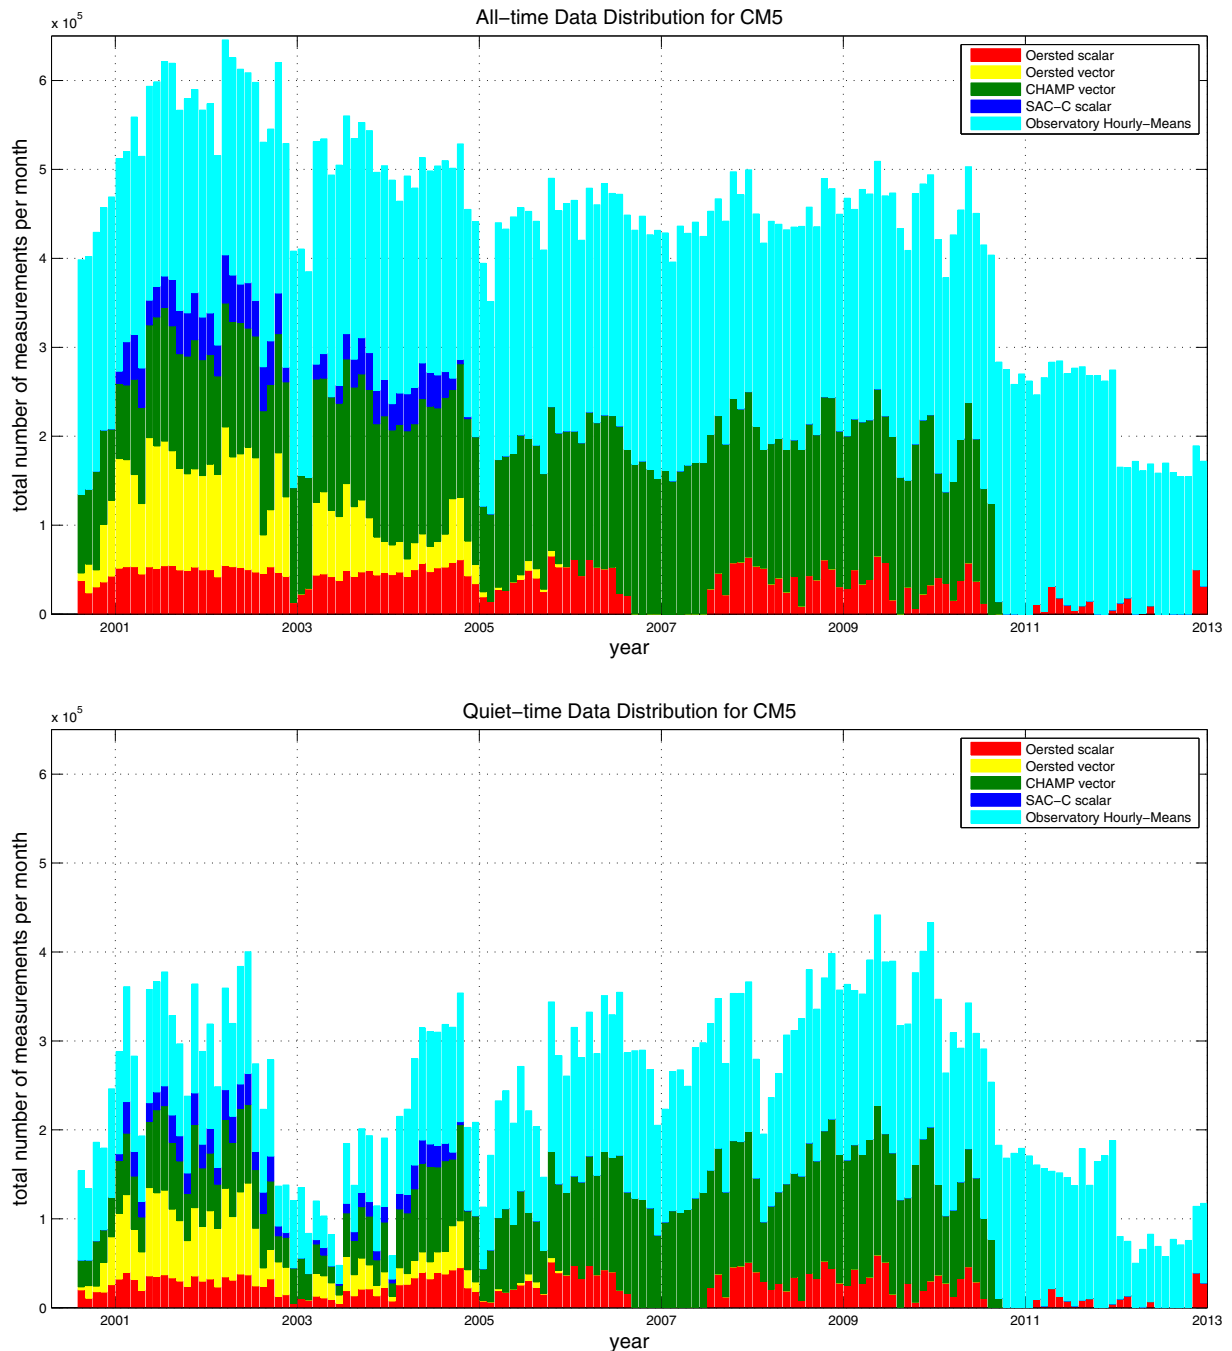 All−time Data Distribution for CM5
x 10^5
total number of measurements per month
6
5
4
3
2
1
0
Oersted scalar
Oersted vector
CHAMP vector
SAC−C scalar
Observatory Hourly−Means
2001 2003 2005 2007 2009 2011 2013
year
Quiet−time Data Distribution for CM5
x 10^5
total number of measurements per month
6
5
4
3
2
1
0
Oersted scalar
Oersted vector
CHAMP vector
SAC−C scalar
Observatory Hourly−Means
2001 2003 2005 2007 2009 2011 2013
year